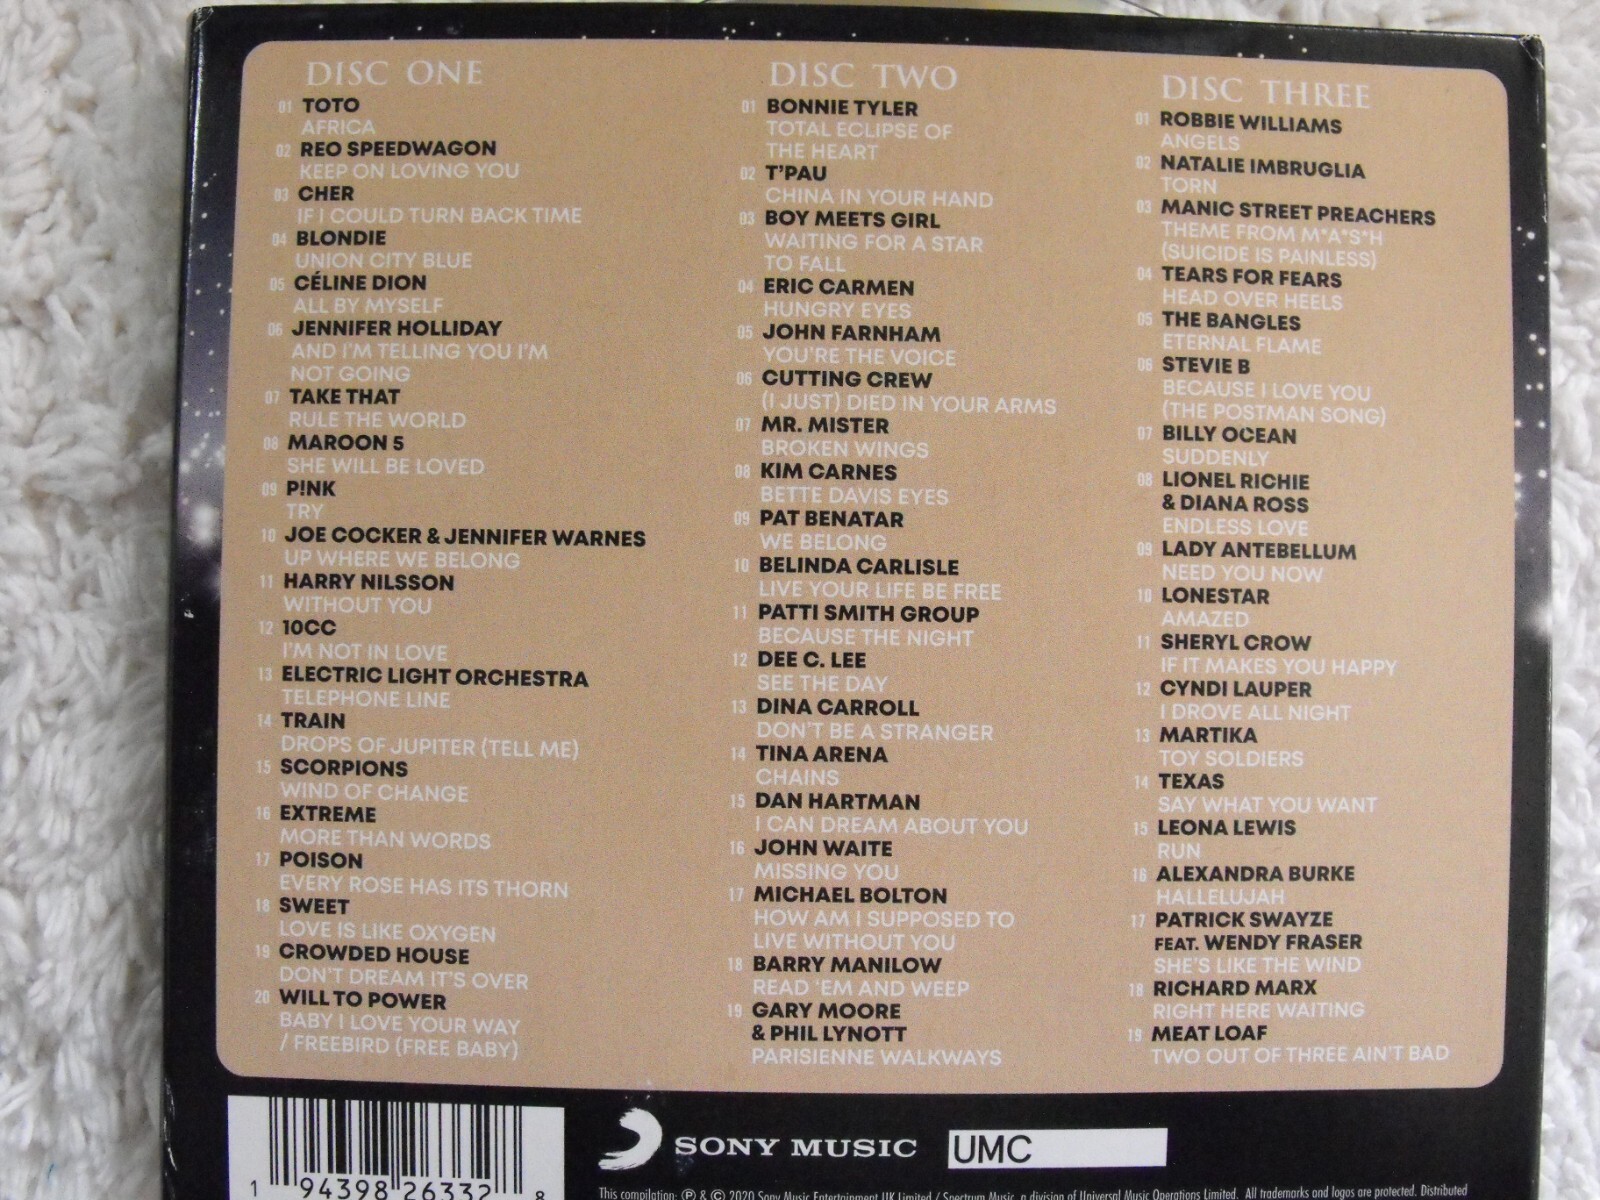 DISC ONE
01 TOTO
AFRICA
02 REO SPEEDWAGON
KEEP ON LOVING YOU
03 CHER
IF I COULD TURN BACK TIME
04 BLONDIE
UNION CITY BLUE
05 CÉLINE DION
ALL BY MYSELF
06 JENNIFER HOLLIDAY
AND I'M TELLING YOU I'M
NOT GOING
07 TAKE THAT
RULE THE WORLD
08 MAROON 5
SHE WILL BE LOVED
09 P!NK
TRY
10 JOE COCKER & JENNIFER WARNES
UP WHERE WE BELONG
11 HARRY NILSSON
WITHOUT YOU
12 10CC
I'M NOT IN LOVE
13 ELECTRIC LIGHT ORCHESTRA
TELEPHONE LINE
14 TRAIN
DROPS OF JUPITER (TELL ME)
15 SCORPIONS
WIND OF CHANGE
16 EXTREME
MORE THAN WORDS
17 POISON
EVERY ROSE HAS ITS THORN
18 SWEET
LOVE IS LIKE OXYGEN
19 CROWDED HOUSE
DON'T DREAM IT'S OVER
20 WILL TO POWER
BABY I LOVE YOUR WAY
/ FREEBIRD (FREE BABY)
DISC TWO
01 BONNIE TYLER
TOTAL ECLIPSE OF
THE HEART
02 T'PAU
CHINA IN YOUR HAND
03 BOY MEETS GIRL
WAITING FOR A STAR
TO FALL
04 ERIC CARMEN
HUNGRY EYES
05 JOHN FARNHAM
YOU'RE THE VOICE
06 CUTTING CREW
(I JUST) DIED IN YOUR ARMS
07 MR. MISTER
BROKEN WINGS
08 KIM CARNES
BETTE DAVIS EYES
09 PAT BENATAR
WE BELONG
10 BELINDA CARLISLE
LIVE YOUR LIFE BE FREE
11 PATTI SMITH GROUP
BECAUSE THE NIGHT
12 DEE C. LEE
SEE THE DAY
13 DINA CARROLL
DON'T BE A STRANGER
14 TINA ARENA
CHAINS
15 DAN HARTMAN
I CAN DREAM ABOUT YOU
16 JOHN WAITE
MISSING YOU
17 MICHAEL BOLTON
HOW AM I SUPPOSED TO
LIVE WITHOUT YOU
18 BARRY MANILOW
READ 'EM AND WEEP
19 GARY MOORE
& PHIL LYNOTT
PARISIENNE WALKWAYS
DISC THREE
01 ROBBIE WILLIAMS
ANGELS
02 NATALIE IMBRUGLIA
TORN
03 MANIC STREET PREACHERS
THEME FROM M*A*S*H
(SUICIDE IS PAINLESS)
04 TEARS FOR FEARS
HEAD OVER HEELS
05 THE BANGLES
ETERNAL FLAME
06 STEVIE B
BECAUSE I LOVE YOU
(THE POSTMAN SONG)
07 BILLY OCEAN
SUDDENLY
08 LIONEL RICHIE
& DIANA ROSS
ENDLESS LOVE
09 LADY ANTEBELLUM
NEED YOU NOW
10 LONESTAR
AMAZED
11 SHERYL CROW
IF IT MAKES YOU HAPPY
12 CYNDI LAUPER
I DROVE ALL NIGHT
13 MARTIKA
TOY SOLDIERS
14 TEXAS
SAY WHAT YOU WANT
15 LEONA LEWIS
RUN
16 ALEXANDRA BURKE
HALLELUJAH
17 PATRICK SWAYZE
FEAT. WENDY FRASER
SHE'S LIKE THE WIND
18 RICHARD MARX
RIGHT HERE WAITING
19 MEAT LOAF
TWO OUT OF THREE AIN'T BAD
1 94398 26332 8
SONY MUSIC
UMC
This compilation ℗ & © 2020 Sony Music Entertainment UK Limited / Spectrum Music, a division of Universal Music Operations Limited. All trademarks and logos are protected. Distributed